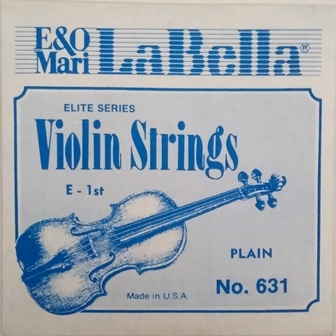 E&O
Mari LaBella®
ELITE SERIES
Violin Strings
E - 1st
PLAIN
No. 631
Made in U.S.A.